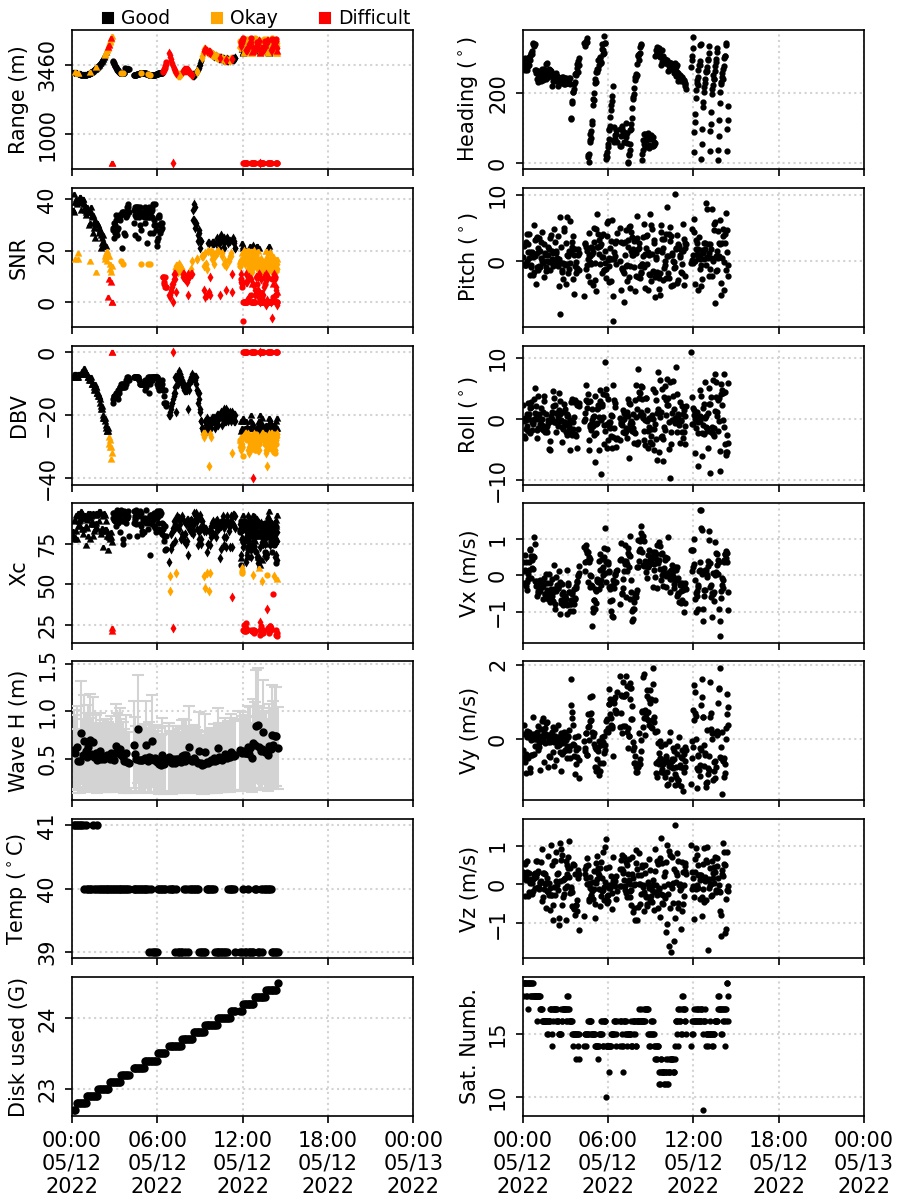 Good Okay Difficult
Range (m)
3460
1000
Heading (°)
200
0
SNR
40
20
0
Pitch (°)
10
0
DBV
0
−20
−40
Roll (°)
10
0
−10
Xc
75
50
25
Vx (m/s)
1
0
−1
Wave H (m)
1.5
1.0
0.5
Vy (m/s)
2
0
Temp (°C)
41
40
39
Vz (m/s)
1
0
−1
Disk used (G)
24
23
Sat. Numb.
15
10
00:00 06:00 12:00 18:00 00:00
05/12 05/12 05/12 05/12 05/13
2022 2022 2022 2022 2022
00:00 06:00 12:00 18:00 00:00
05/12 05/12 05/12 05/12 05/13
2022 2022 2022 2022 2022